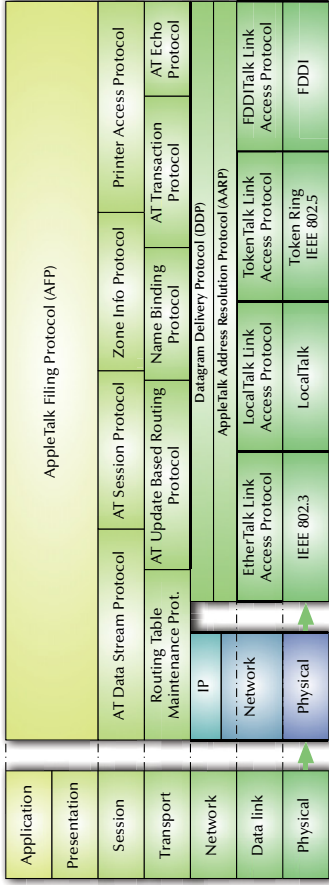 Application
Presentation
Session
Transport
Network
Data link
Physical
AppleTalk Filing Protocol (AFP)
AT Data Stream Protocol
AT Session Protocol
Zone Info Protocol
Printer Access Protocol
Routing Table
Maintenance Prot.
AT Update Based Routing
Protocol
Name Binding
Protocol
AT Transaction
Protocol
AT Echo
Protocol
IP
Datagram Delivery Protocol (DDP)
AppleTalk Address Resolution Protocol (AARP)
Network
EtherTalk Link
Access Protocol
LocalTalk Link
Access Protocol
TokenTalk Link
Access Protocol
FDDITalk Link
Access Protocol
Physical
IEEE 802.3
LocalTalk
Token Ring
IEEE 802.5
FDDI